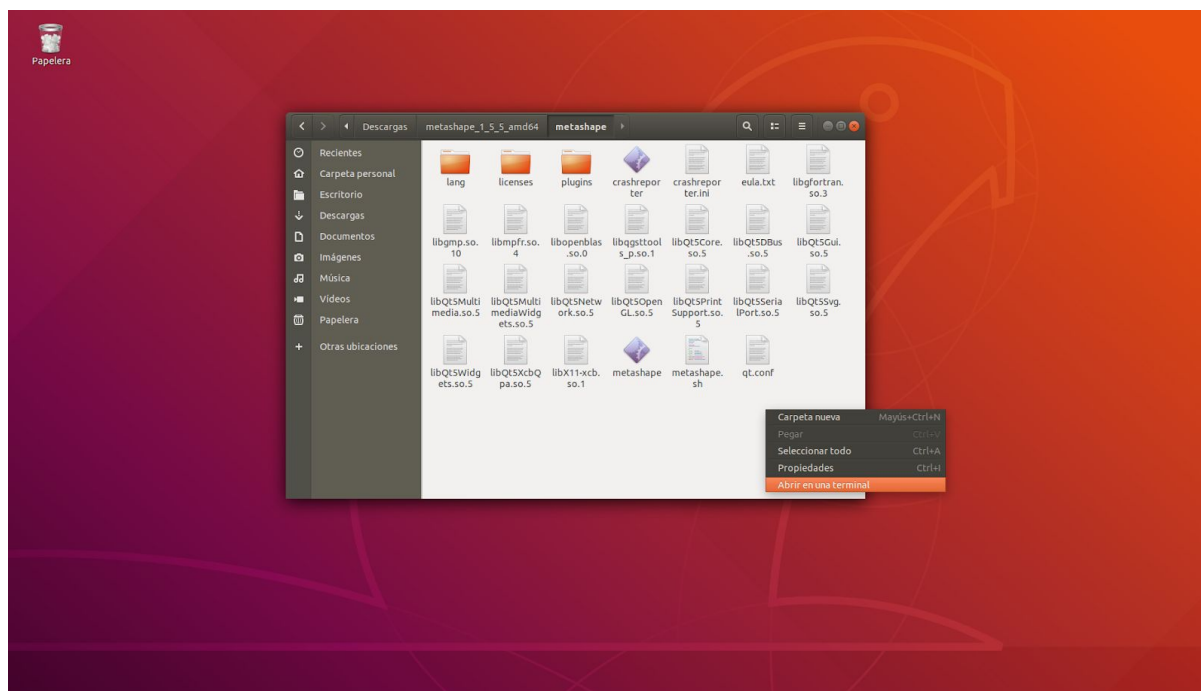 Papelera
Descargas
metashape_1_5_5_amd64
metashape
Recientes
Carpeta personal
Escritorio
Descargas
Documentos
Imágenes
Música
Vídeos
Papelera
Otras ubicaciones
lang
licenses
plugins
crashrepor
ter
crashrepor
ter.ini
eula.txt
libgfortran.
so.3
libgmp.so.
10
libmpfr.so.
4
libopenblas
.so.0
libqgsttool
s_p.so.1
libQt5Core.
so.5
libQt5DBus
.so.5
libQt5Gui.
so.5
libQt5Multi
media.so.5
libQt5Multi
mediaWidg
ets.so.5
libQt5Netw
ork.so.5
libQt5Open
GL.so.5
libQt5Print
Support.so.
5
libQt5Seria
lPort.so.5
libQt5Svg.
so.5
libQt5Widg
ets.so.5
libQt5XcbQ
pa.so.5
libX11-xcb.
so.1
metashape
metashape.
sh
qt.conf
Carpeta nueva Mayús+Ctrl+N
Pegar Ctrl+V
Seleccionar todo Ctrl+A
Propiedades Ctrl+I
Abrir en una terminal